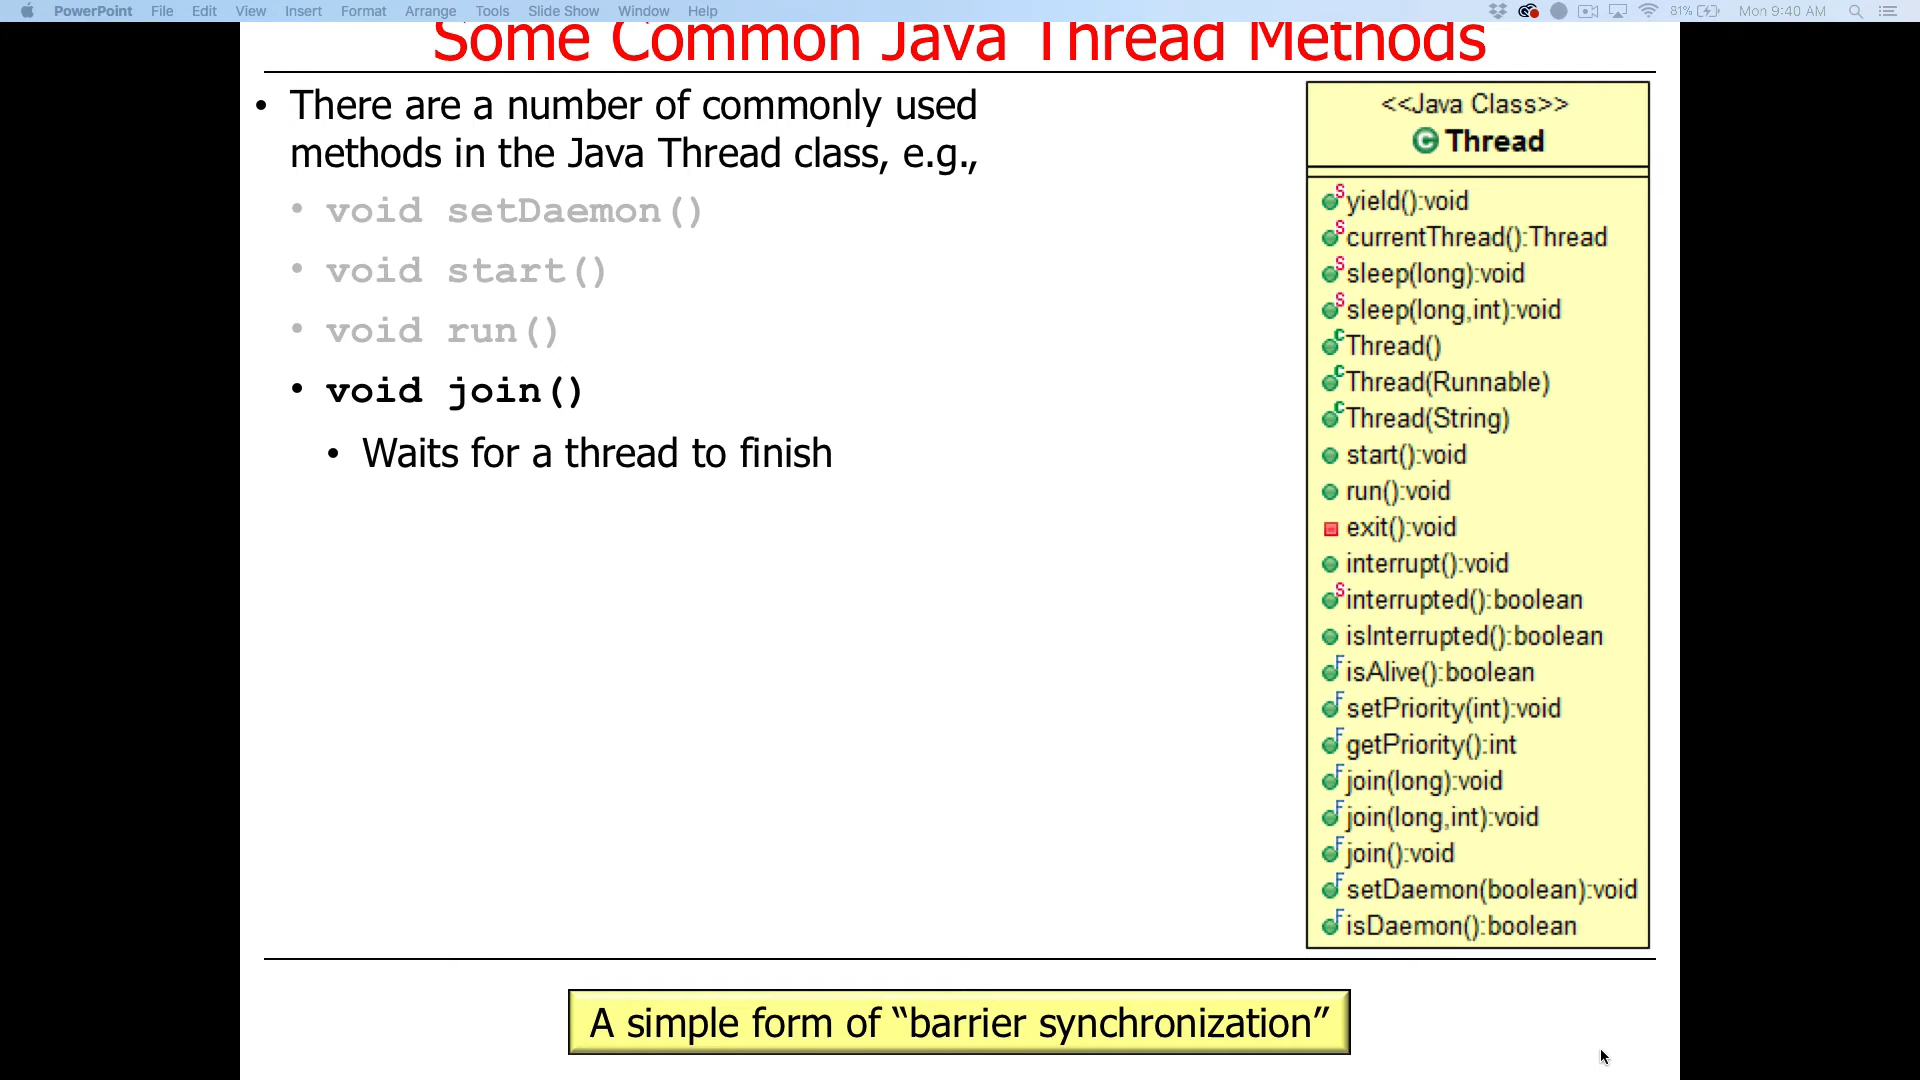 PowerPoint File Edit View Insert Format Arrange Tools Slide Show Window Help 81% Mon 9:40 AM
Some Common Java Thread Methods
• There are a number of commonly used
methods in the Java Thread class, e.g.,
• void setDaemon()
• void start()
• void run()
• void join()
• Waits for a thread to finish
<<Java Class>>
C Thread
S yield():void
S currentThread():Thread
S sleep(long):void
S sleep(long,int):void
C Thread()
C Thread(Runnable)
C Thread(String)
start():void
run():void
exit():void
interrupt():void
S interrupted():boolean
isInterrupted():boolean
F isAlive():boolean
F setPriority(int):void
F getPriority():int
F join(long):void
F join(long,int):void
F join():void
F setDaemon(boolean):void
F isDaemon():boolean
A simple form of “barrier synchronization”